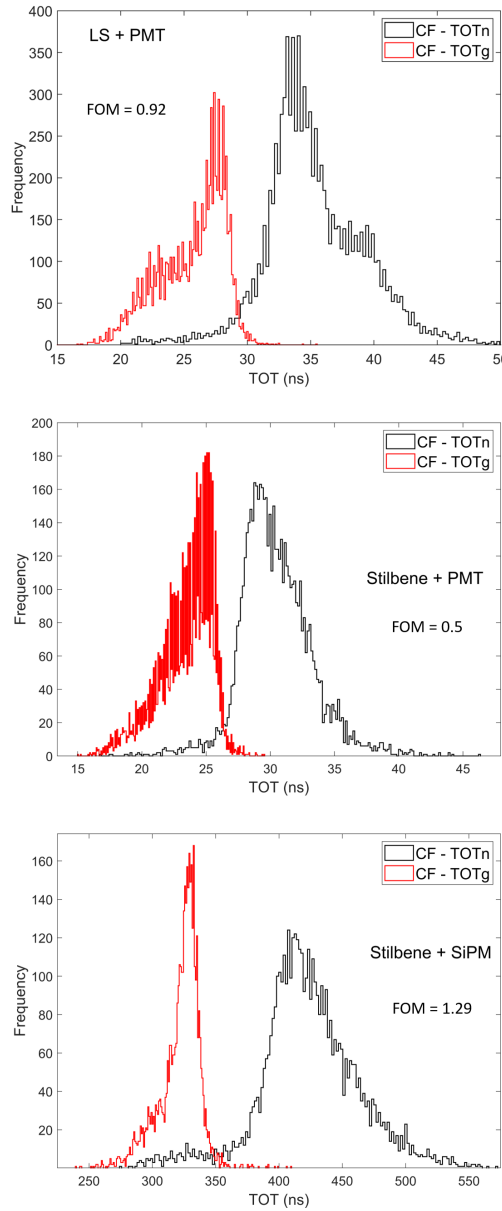 400
LS + PMT
CF - TOTn
CF - TOTg
350
300
FOM = 0.92
250
Frequency
200
150
100
50
0
15 20 25 30 35 40 45 50
TOT (ns)
200
CF - TOTn
CF - TOTg
180
160
140
120
Stilbene + PMT
Frequency
100
FOM = 0.5
80
60
40
20
0
15 20 25 30 35 40 45
TOT (ns)
CF - TOTn
CF - TOTg
160
140
120
Stilbene + SiPM
100
Frequency
FOM = 1.29
80
60
40
20
250 300 350 400 450 500 550
TOT (ns)